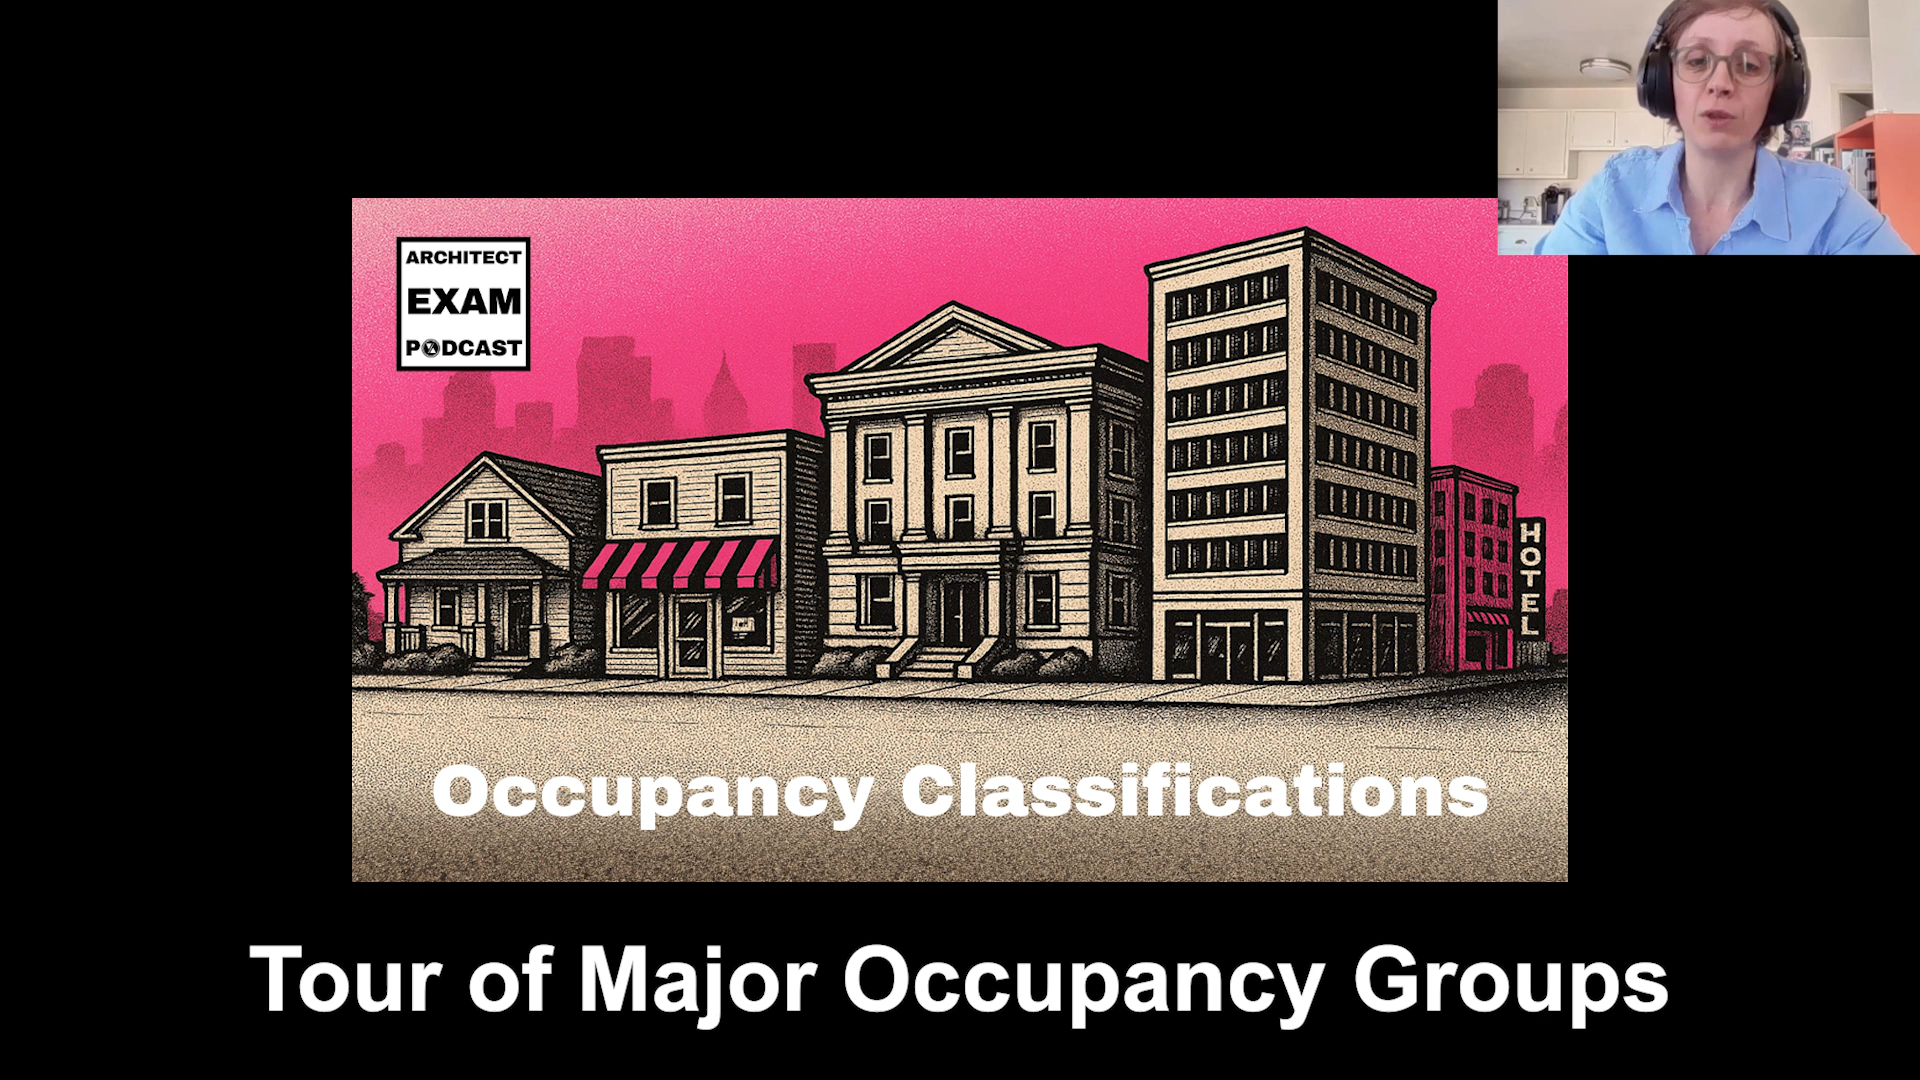 ARCHITECT
EXAM
PODCAST
HOTEL
Occupancy Classifications
Tour of Major Occupancy Groups